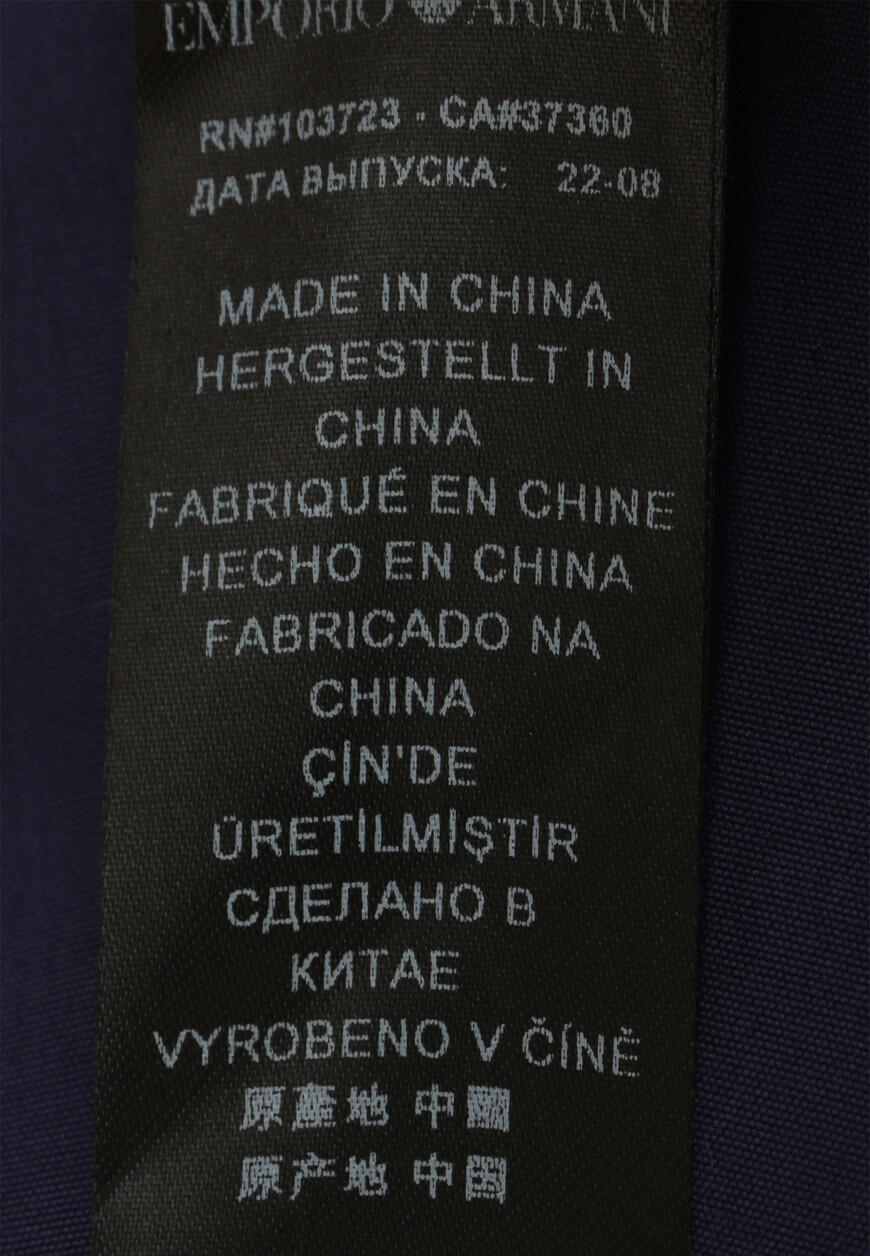 EMPORIO ARMANI
RN#103723 - CA#37360
ДАТА ВЫПУСКА: 22-08
MADE IN CHINA
HERGESTELLT IN
CHINA
FABRIQUÉ EN CHINE
HECHO EN CHINA
FABRICADO NA
CHINA
ÇİN'DE
ÜRETİLMİŞTİR
СДЕЛАНО В
КИТАЕ
VYROBENO V ČÍNĚ
原產地 中國
原产地 中国